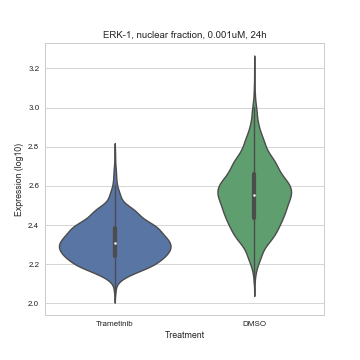 ERK-1, nuclear fraction, 0.001uM, 24h
3.2
3.0
2.8
2.6
2.4
2.2
2.0
Expression (log10)
Trametinib
DMSO
Treatment